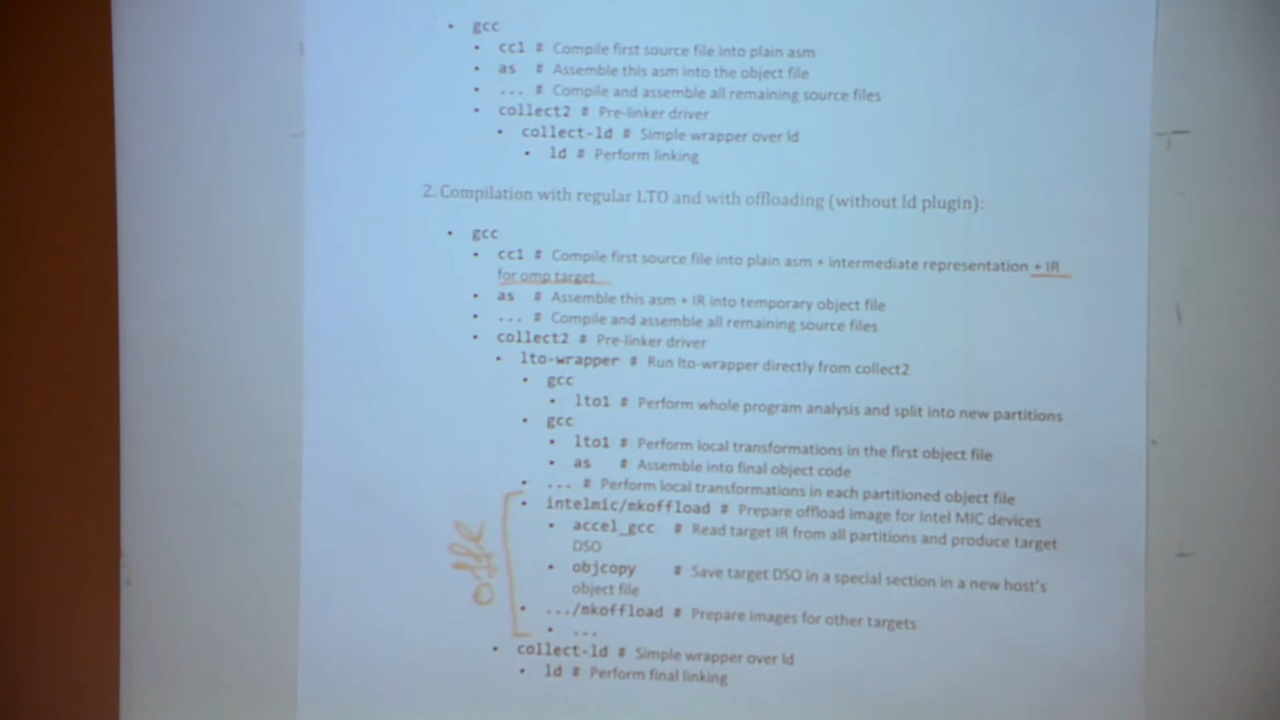 • gcc
• cc1 # Compile first source file into plain asm
• as # Assemble this asm into the object file
• ... # Compile and assemble all remaining source files
• collect2 # Pre-linker driver
• collect-ld # Simple wrapper over ld
• ld # Perform linking
2. Compilation with regular LTO and with offloading (without ld plugin):
• gcc
• cc1 # Compile first source file into plain asm + intermediate representation + IR
for omp target
• as # Assemble this asm + IR into temporary object file
• ... # Compile and assemble all remaining source files
• collect2 # Pre-linker driver
• lto-wrapper # Run lto-wrapper directly from collect2
• gcc
• lto1 # Perform whole program analysis and split into new partitions
• gcc
• lto1 # Perform local transformations in the first object file
• as # Assemble into final object code
• ... # Perform local transformations in each partitioned object file
• intelmic/mkoffload # Prepare offload image for Intel MIC devices
• accel_gcc # Read target IR from all partitions and produce target
DSO
• objcopy # Save target DSO in a special section in a new host's
object file
• .../mkoffload # Prepare images for other targets
• ...
• collect-ld # Simple wrapper over ld
• ld # Perform final linking